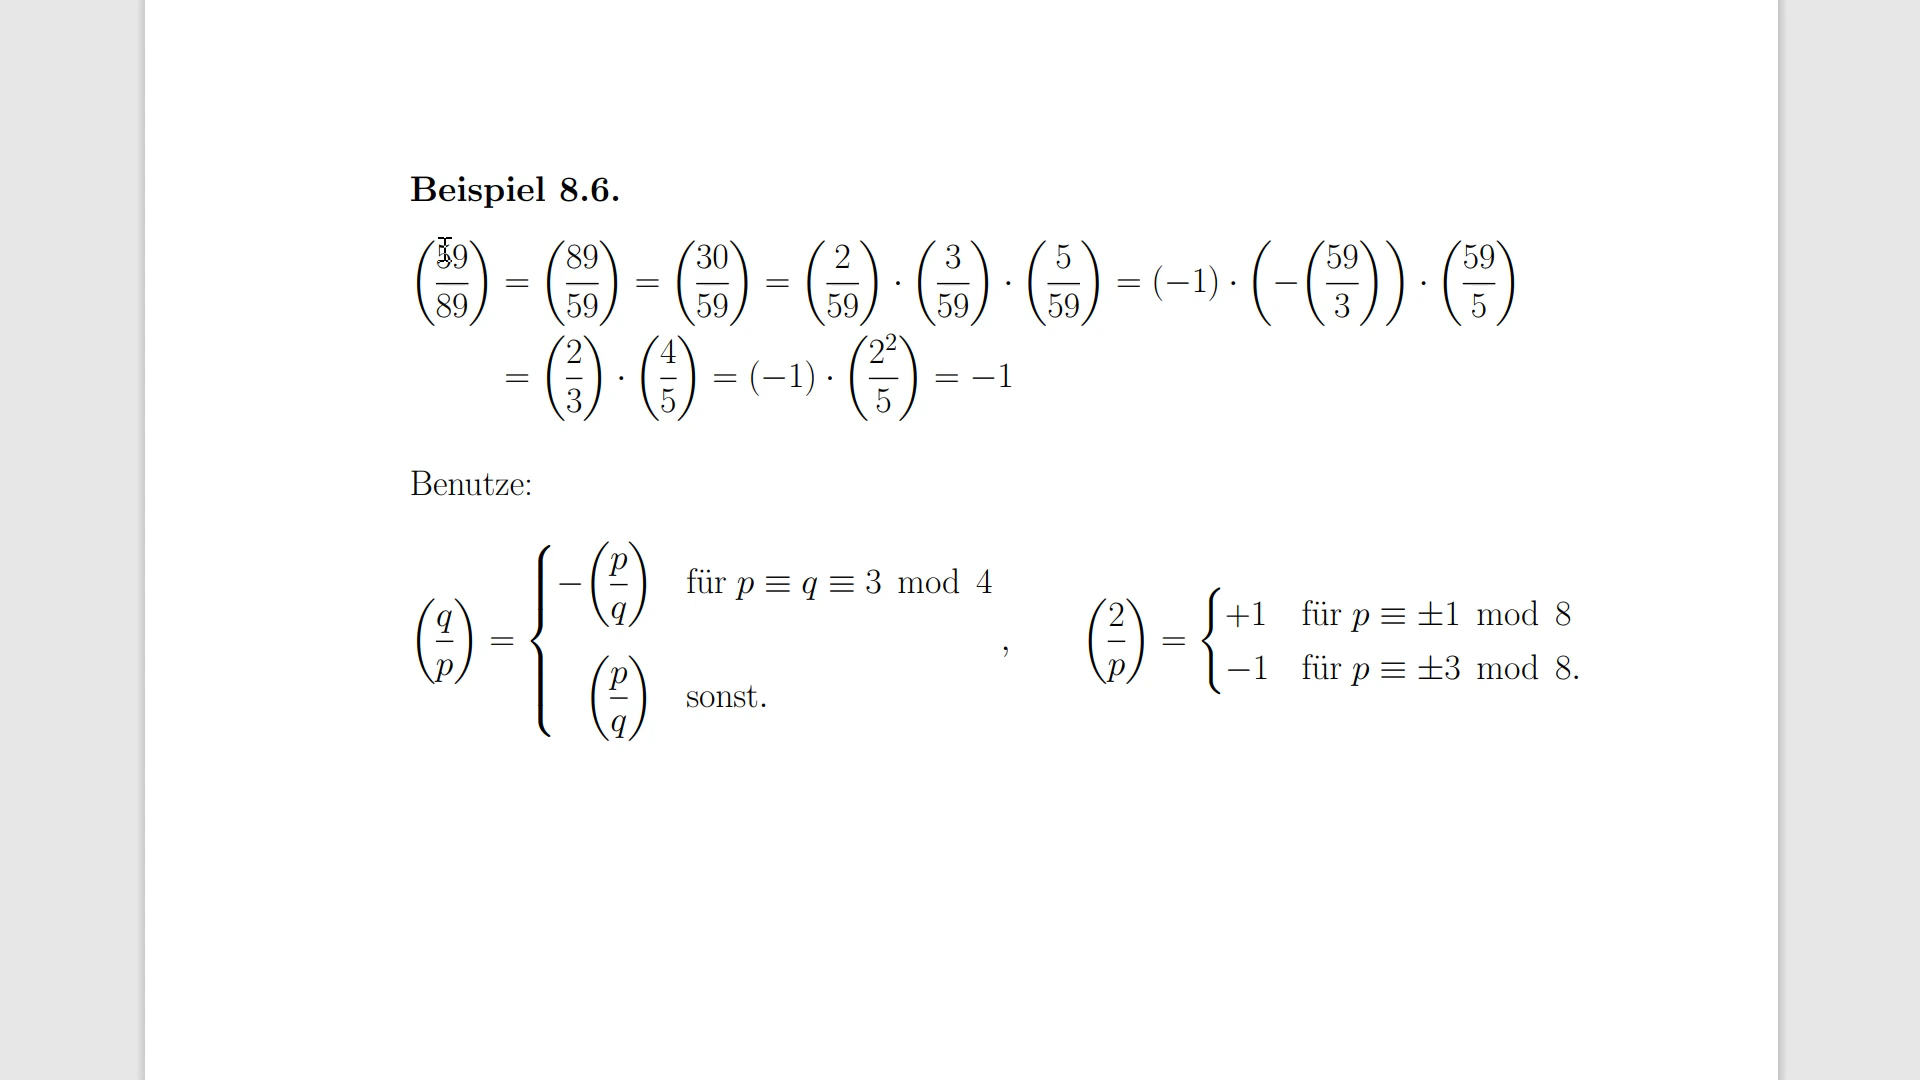 Beispiel 8.6.
(59/89) = (89/59) = (30/59) = (2/59) · (3/59) · (5/59) = (−1) · (−(59/3)) · (59/5)
= (2/3) · (4/5) = (−1) · (2²/5) = −1
Benutze:
(q/p) = { −(p/q) für p ≡ q ≡ 3 mod 4
(p/q) sonst.
, (2/p) = { +1 für p ≡ ±1 mod 8
−1 für p ≡ ±3 mod 8.